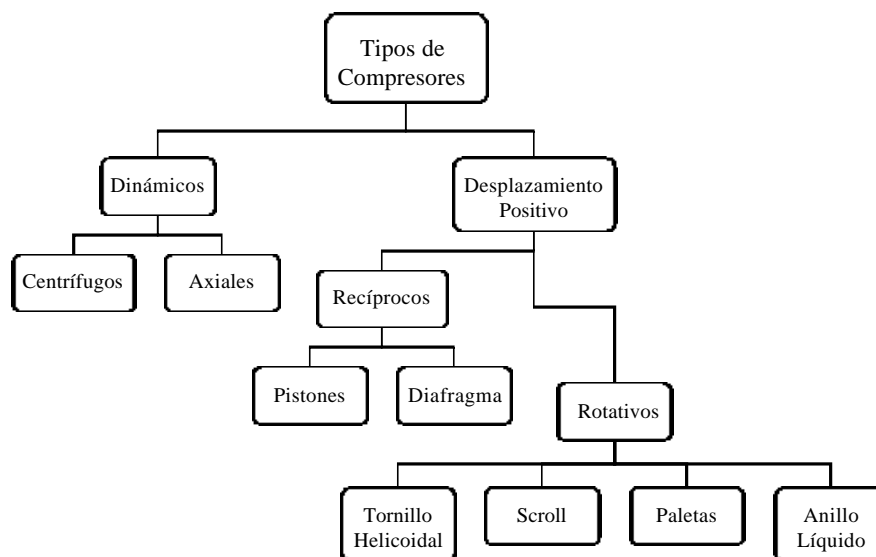 Tipos de
Compresores
Dinámicos
Desplazamiento
Positivo
Centrífugos
Axiales
Recíprocos
Pistones
Diafragma
Rotativos
Tornillo
Helicoidal
Scroll
Paletas
Anillo
Líquido